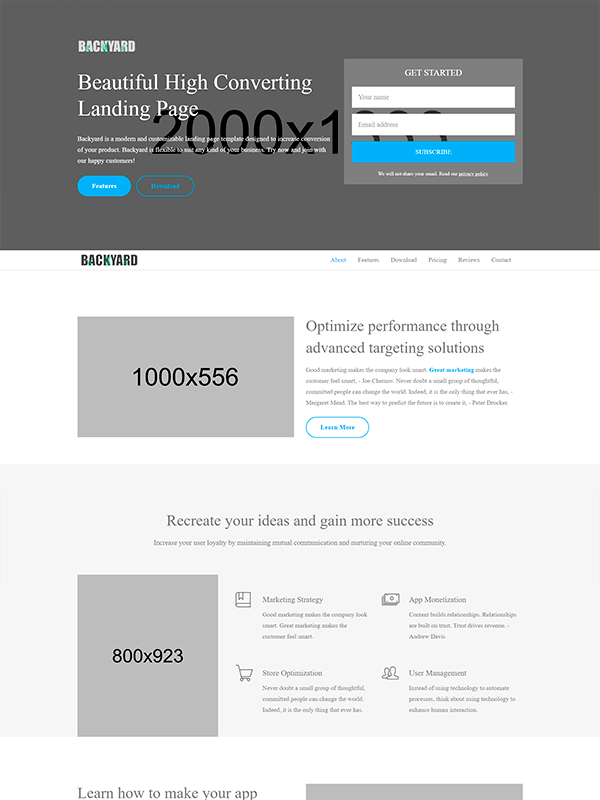 BACKYARD
Beautiful High Converting
Landing Page
2000x1
Backyard is a modern and customizable landing page template designed to increase conversion
of your product. Backyard is flexible to suit any kind of your business. Try now and join with
our happy customers!
Features
Download
GET STARTED
Your name
Email address
SUBSCRIBE
We will not share your email. Read our privacy policy
BACKYARD
About
Features
Download
Pricing
Reviews
Contact
1000x556
Optimize performance through
advanced targeting solutions
Good marketing makes the company look smart. Great marketing makes the
customer feel smart, - Joe Chernov. Never doubt a small group of thoughtful,
committed people can change the world. Indeed, it is the only thing that ever has, -
Margaret Mead. The best way to predict the future is to create it, - Peter Drucker.
Learn More
Recreate your ideas and gain more success
Increase your user loyalty by maintaining mutual communication and nurturing your online community.
800x923
Marketing Strategy
Good marketing makes the company look
smart. Great marketing makes the
customer feel smart.
App Monetization
Content builds relationships. Relationships
are built on trust. Trust drives revenue. -
Andrew Davis
Store Optimization
Never doubt a small group of thoughtful,
committed people can change the world.
Indeed, it is the only thing that ever has.
User Management
Instead of using technology to automate
processes, think about using technology to
enhance human interaction.
Learn how to make your app